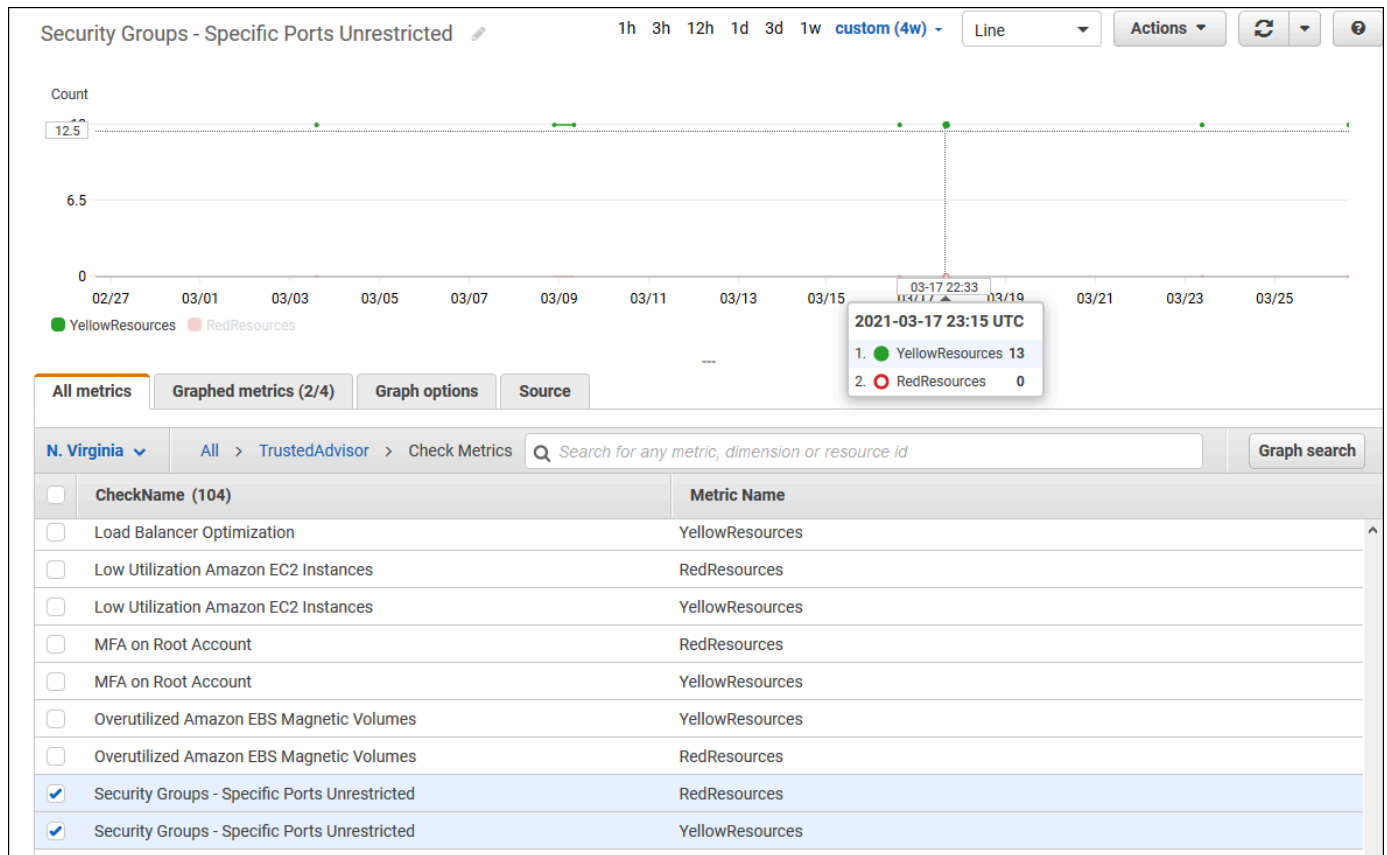 Security Groups - Specific Ports Unrestricted
1h 3h 12h 1d 3d 1w custom (4w) Line Actions
Count
12.5
6.5
0
02/27 03/01 03/03 03/05 03/07 03/09 03/11 03/13 03/15 03/17 03/19 03/21 03/23 03/25
03-17 22:33
YellowResources RedResources
2021-03-17 23:15 UTC
1. YellowResources 13
2. RedResources 0
All metrics Graphed metrics (2/4) Graph options Source
N. Virginia All > TrustedAdvisor > Check Metrics Search for any metric, dimension or resource id Graph search
CheckName (104) Metric Name
Load Balancer Optimization YellowResources
Low Utilization Amazon EC2 Instances RedResources
Low Utilization Amazon EC2 Instances YellowResources
MFA on Root Account RedResources
MFA on Root Account YellowResources
Overutilized Amazon EBS Magnetic Volumes YellowResources
Overutilized Amazon EBS Magnetic Volumes RedResources
Security Groups - Specific Ports Unrestricted RedResources
Security Groups - Specific Ports Unrestricted YellowResources